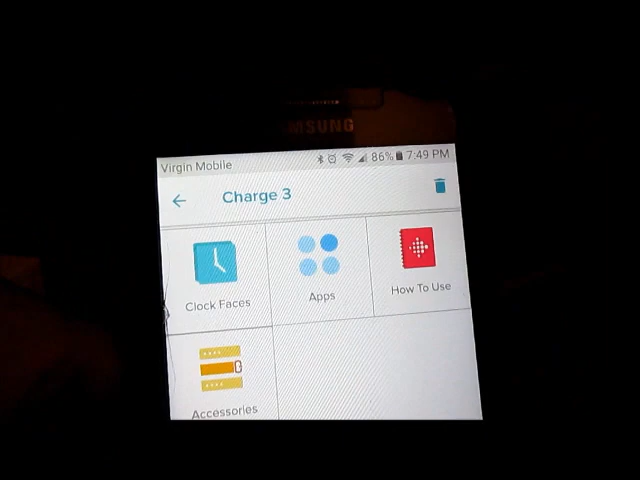 SAMSUNG
Virgin Mobile 86% 7:49 PM
Charge 3
Clock Faces Apps How To Use
Accessories